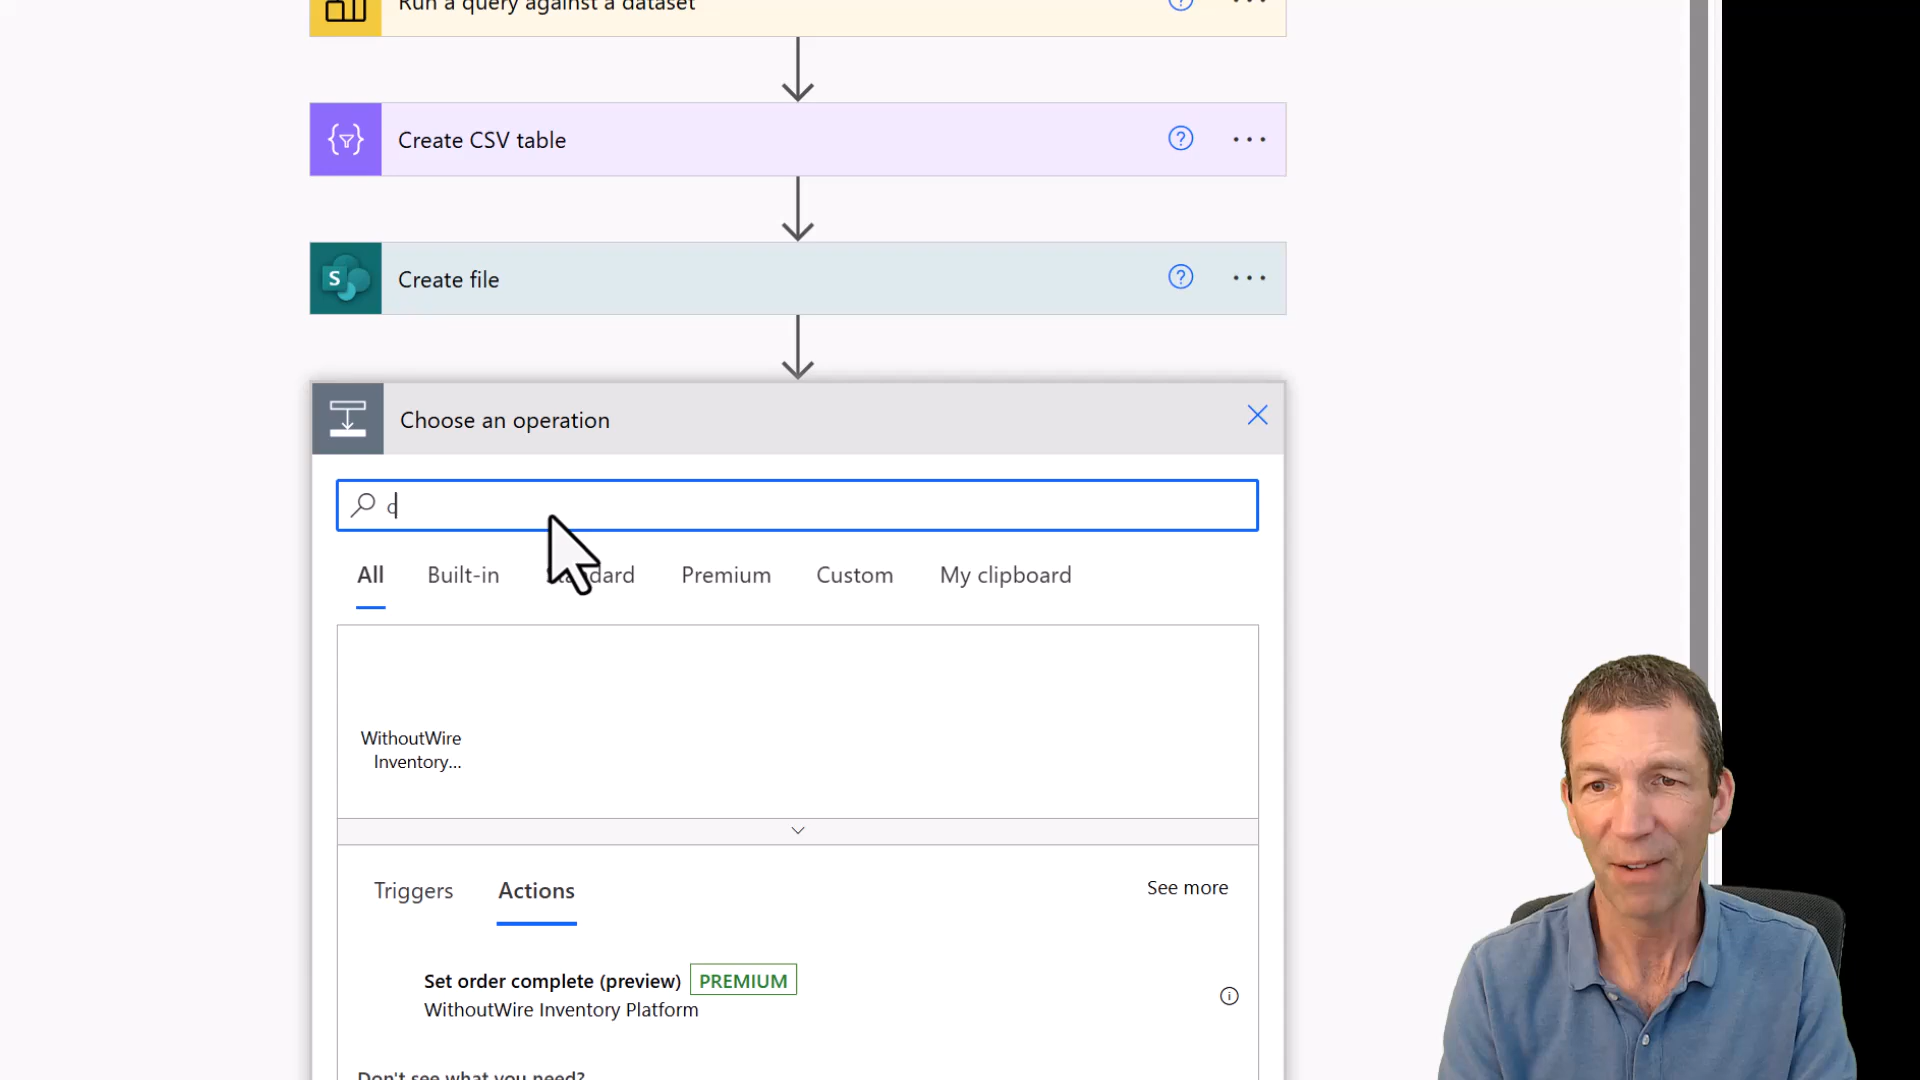 Run a query against a dataset
Create CSV table
S
Create file
Choose an operation
c
All Built-in Standard Premium Custom My clipboard
WithoutWire
Inventory...
Triggers Actions See more
Set order complete (preview) PREMIUM
WithoutWire Inventory Platform
Don't see what you need?